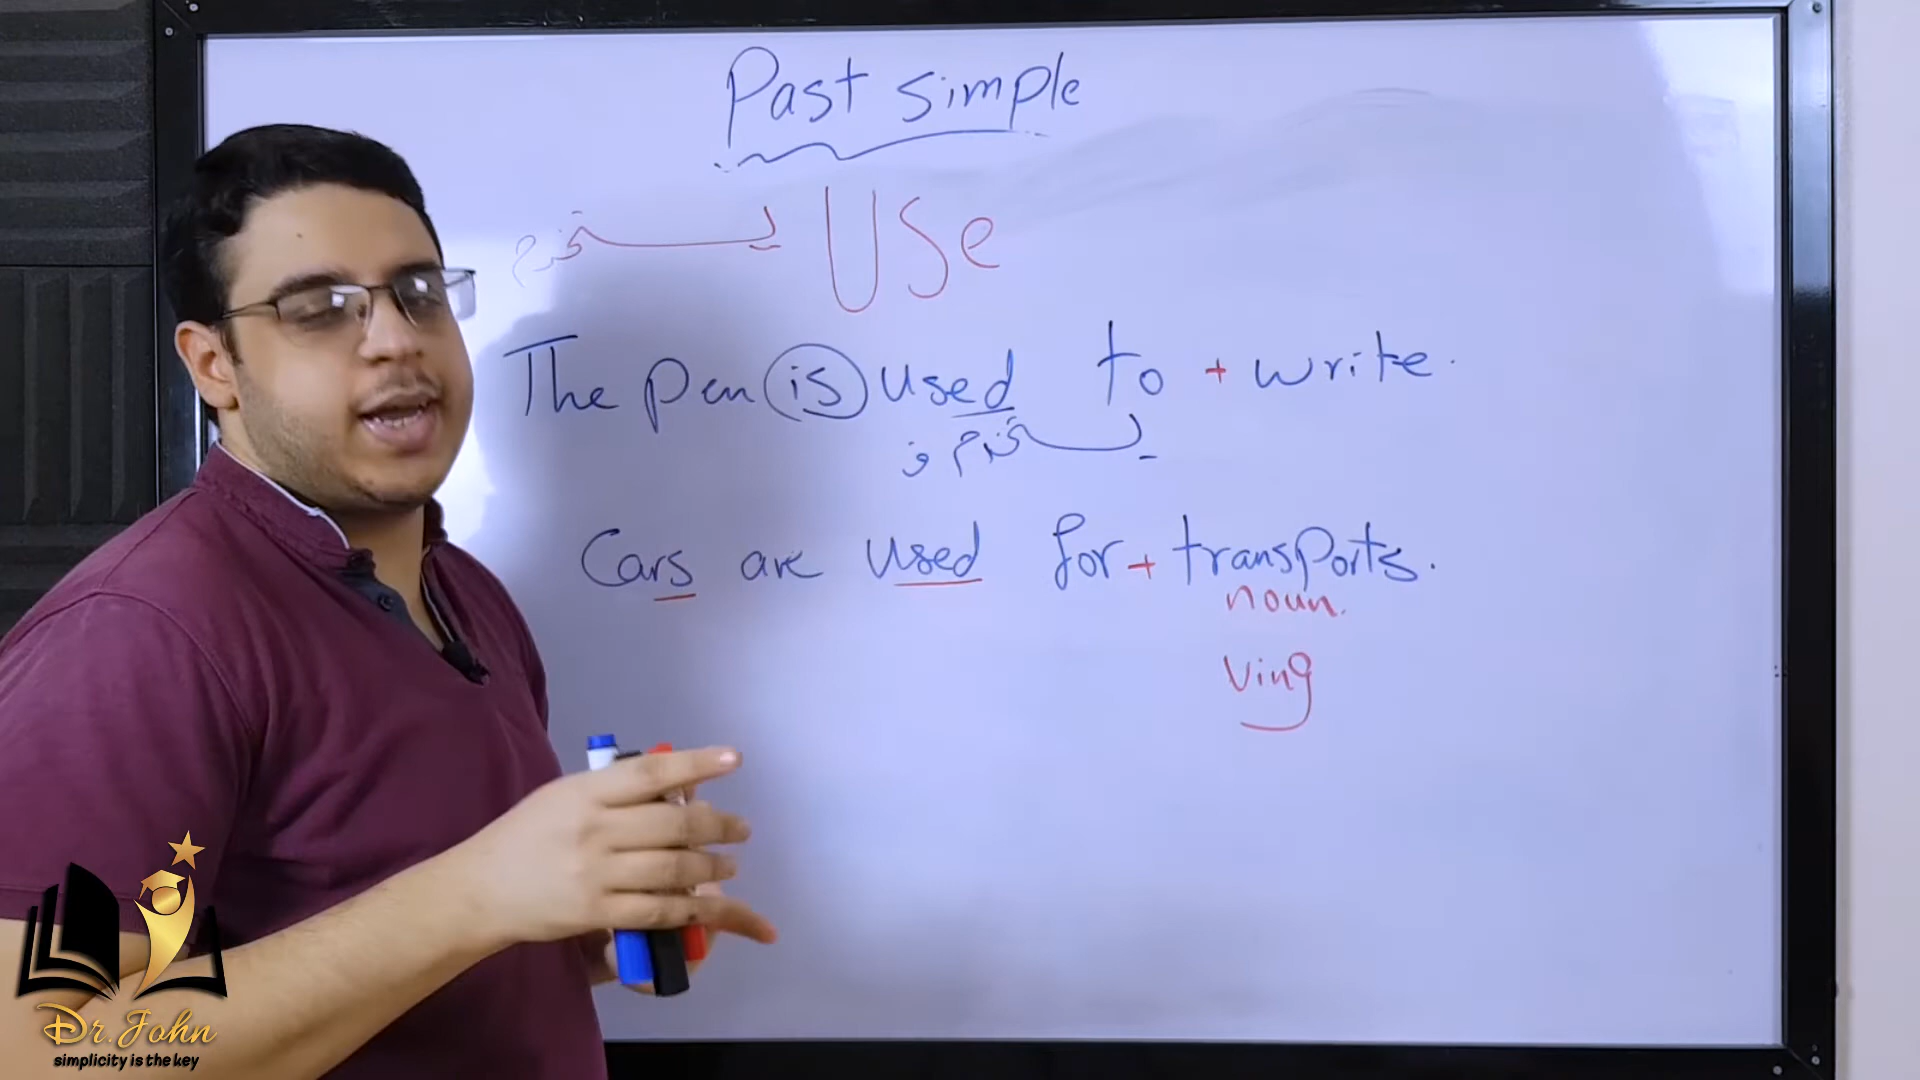 Past simple
USe يستخدم
The pen is used to + write.
يستخدم في
Cars are used for + transports.
noun.
Ving
Dr. John
simplicity is the key